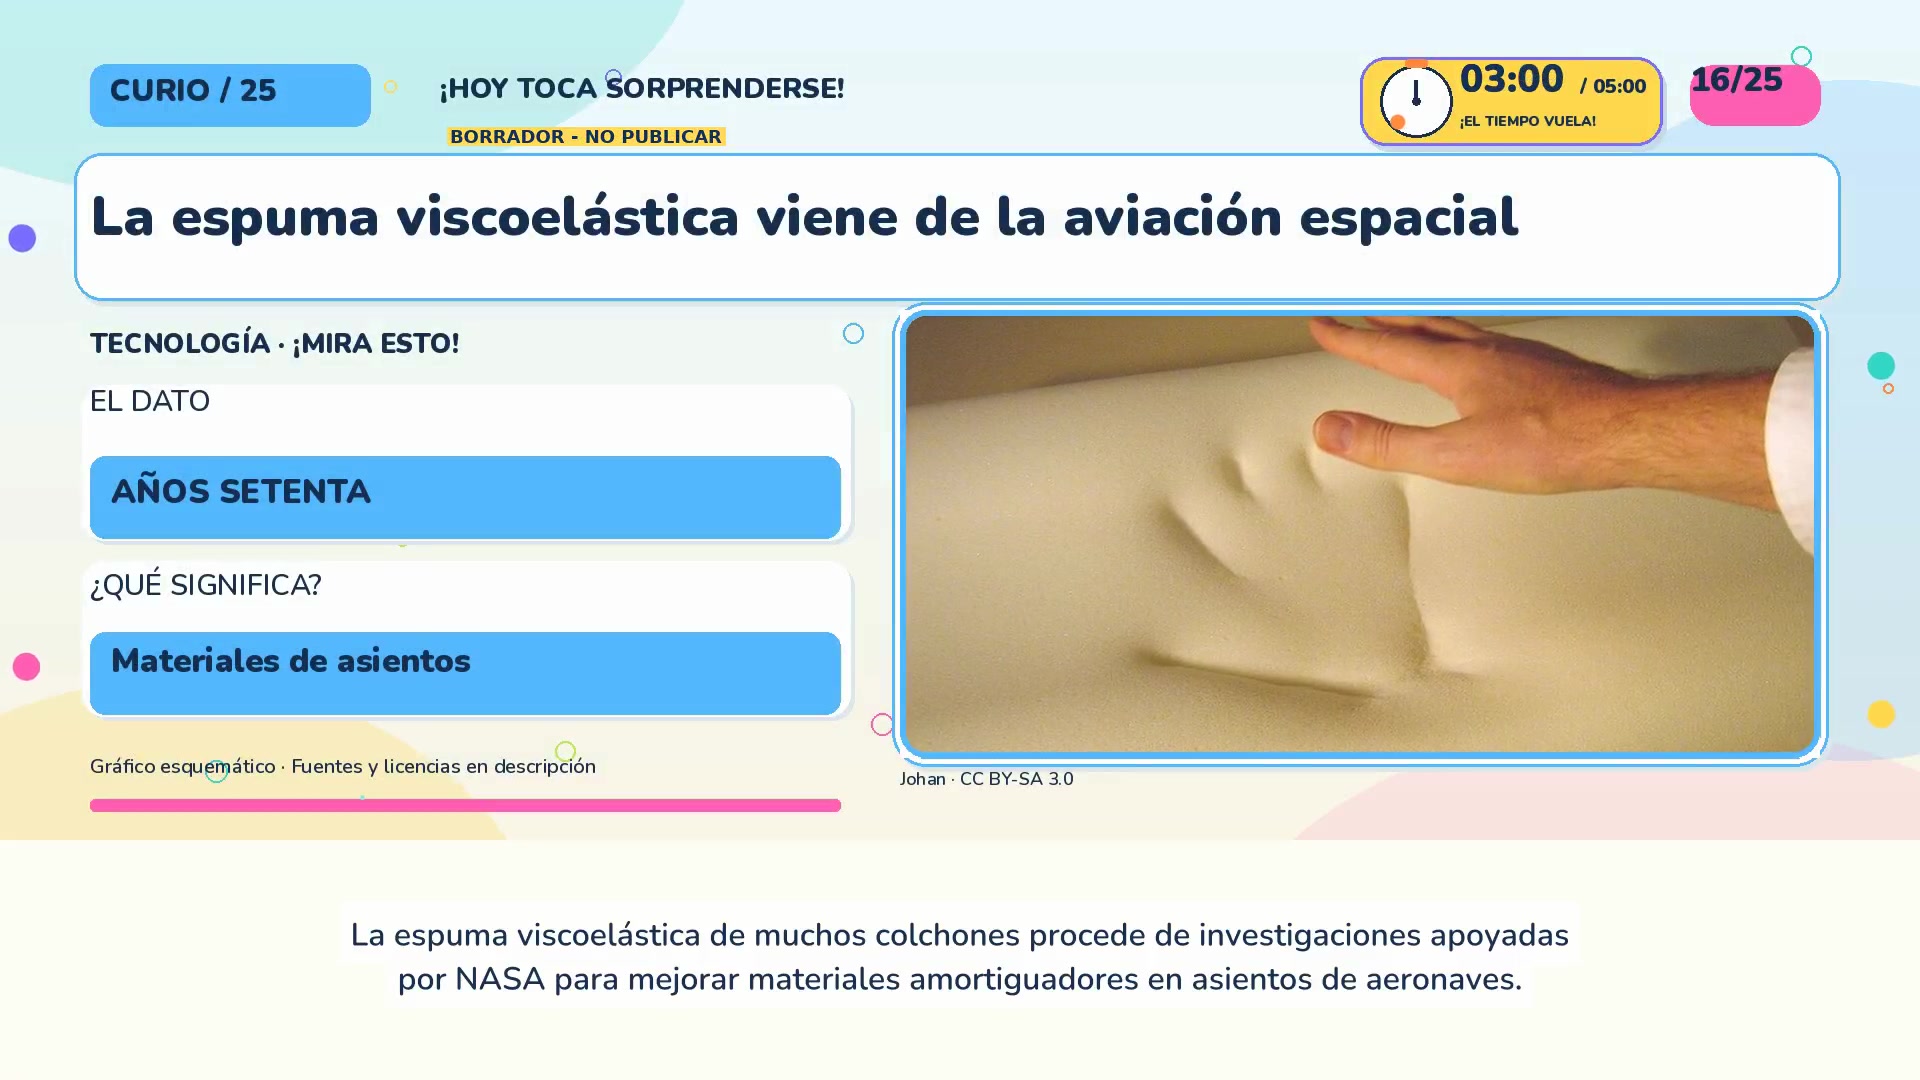 CURIO / 25
¡HOY TOCA SORPRENDERSE!
BORRADOR - NO PUBLICAR
03:00 / 05:00
¡EL TIEMPO VUELA!
16/25
La espuma viscoelástica viene de la aviación espacial
TECNOLOGÍA · ¡MIRA ESTO!
EL DATO
AÑOS SETENTA
¿QUÉ SIGNIFICA?
Materiales de asientos
Gráfico esquemático · Fuentes y licencias en descripción
Johan · CC BY-SA 3.0
La espuma viscoelástica de muchos colchones procede de investigaciones apoyadas
por NASA para mejorar materiales amortiguadores en asientos de aeronaves.